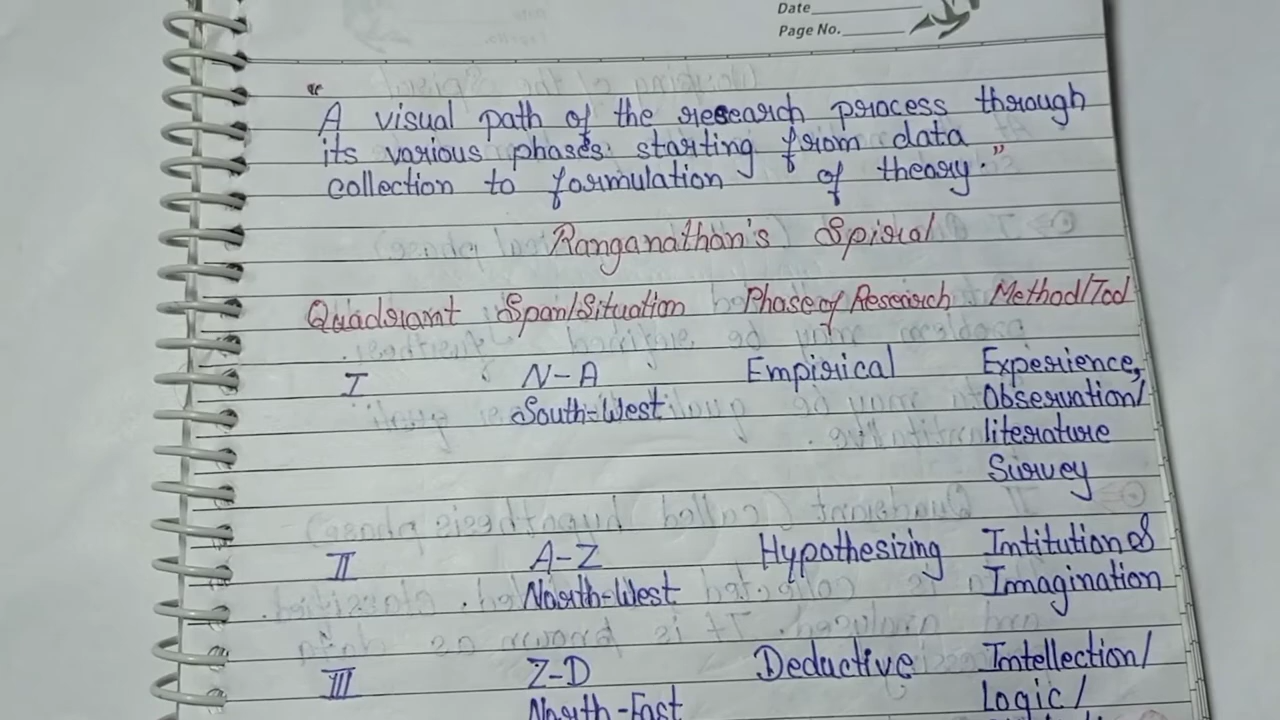 Date
Page No.
"A visual path of the research process through
its various phases starting from data
collection to formulation of theory."
Ranganathan's Spiral
Quadrant Span/Situation Phase of Research Method/Tool
I N-A Empirical Experience,
South-West Observation/
literature
Survey
II A-Z Hypothesizing Intitution &
North-West Imagination
III Z-D Deductive Intellection/
North-East Logic/